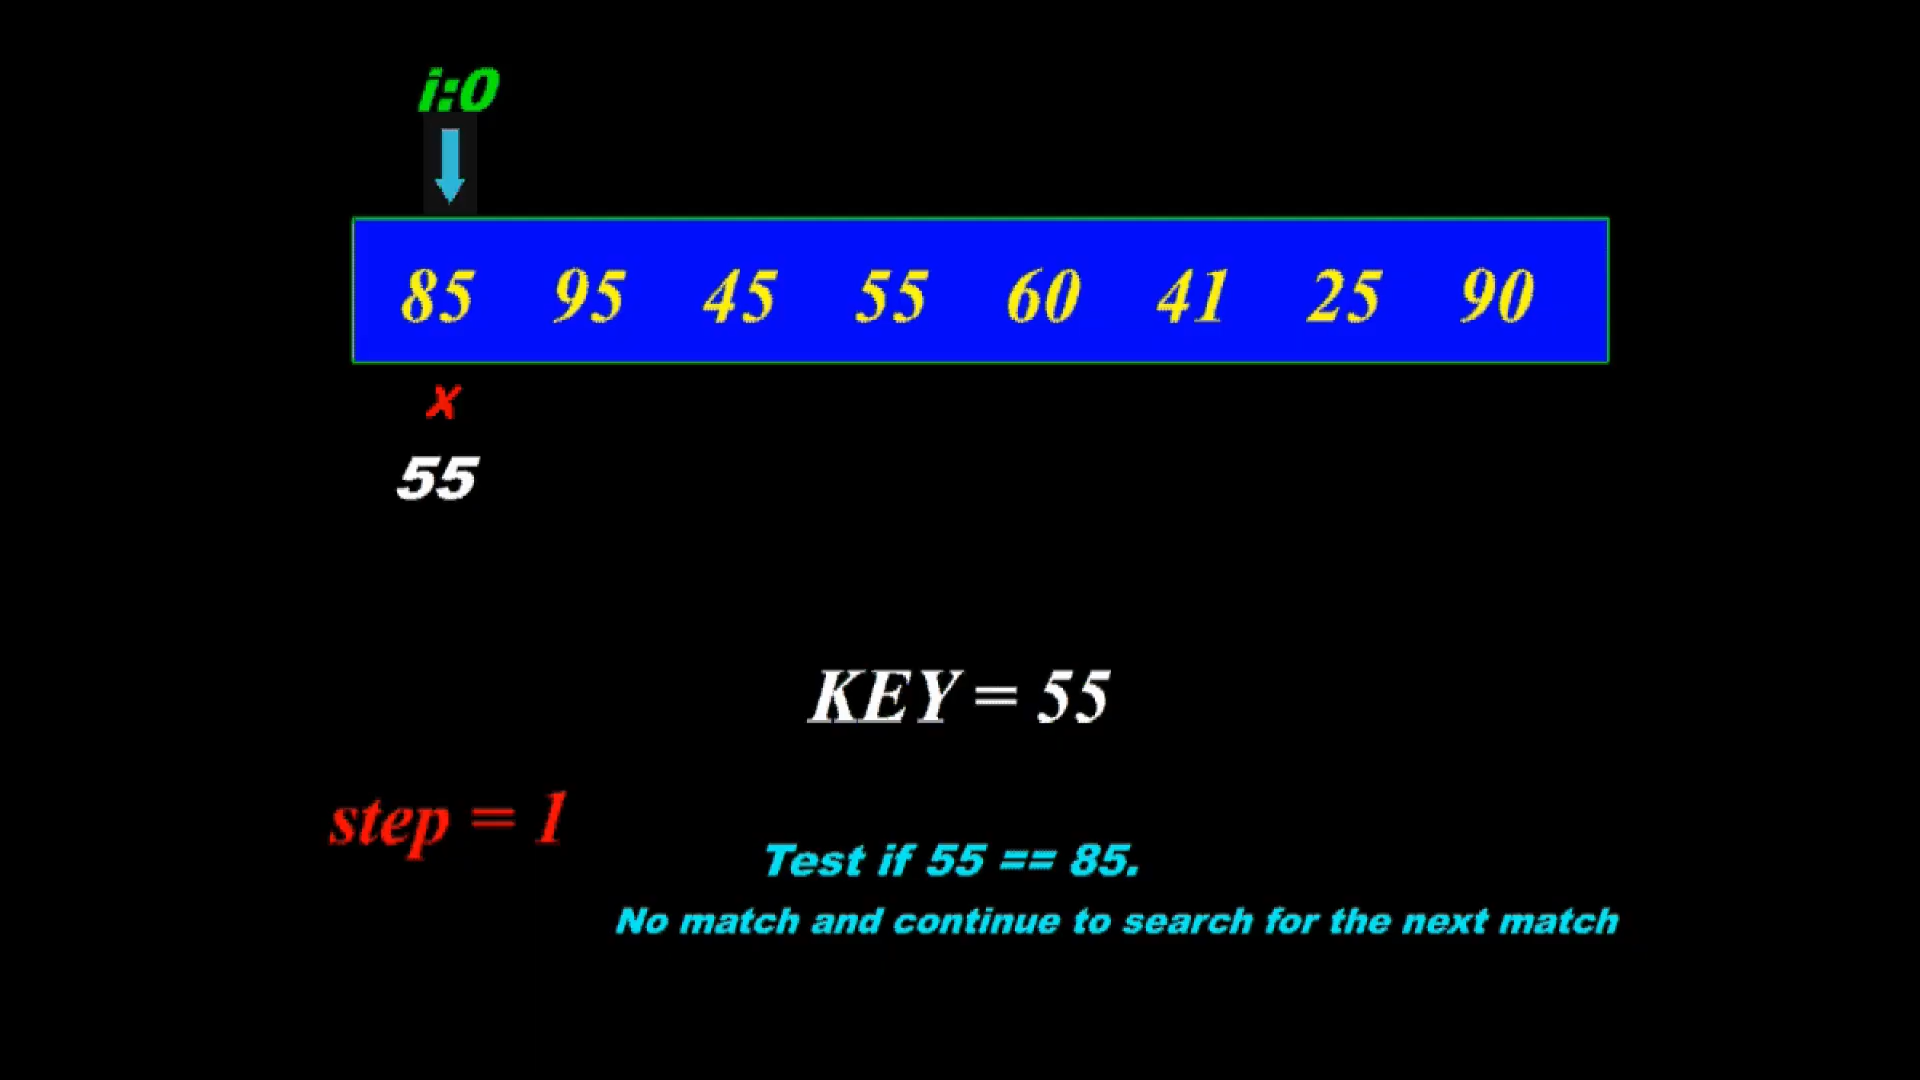 i:0
85 95 45 55 60 41 25 90
x
55
KEY = 55
step = 1
Test if 55 == 85.
No match and continue to search for the next match